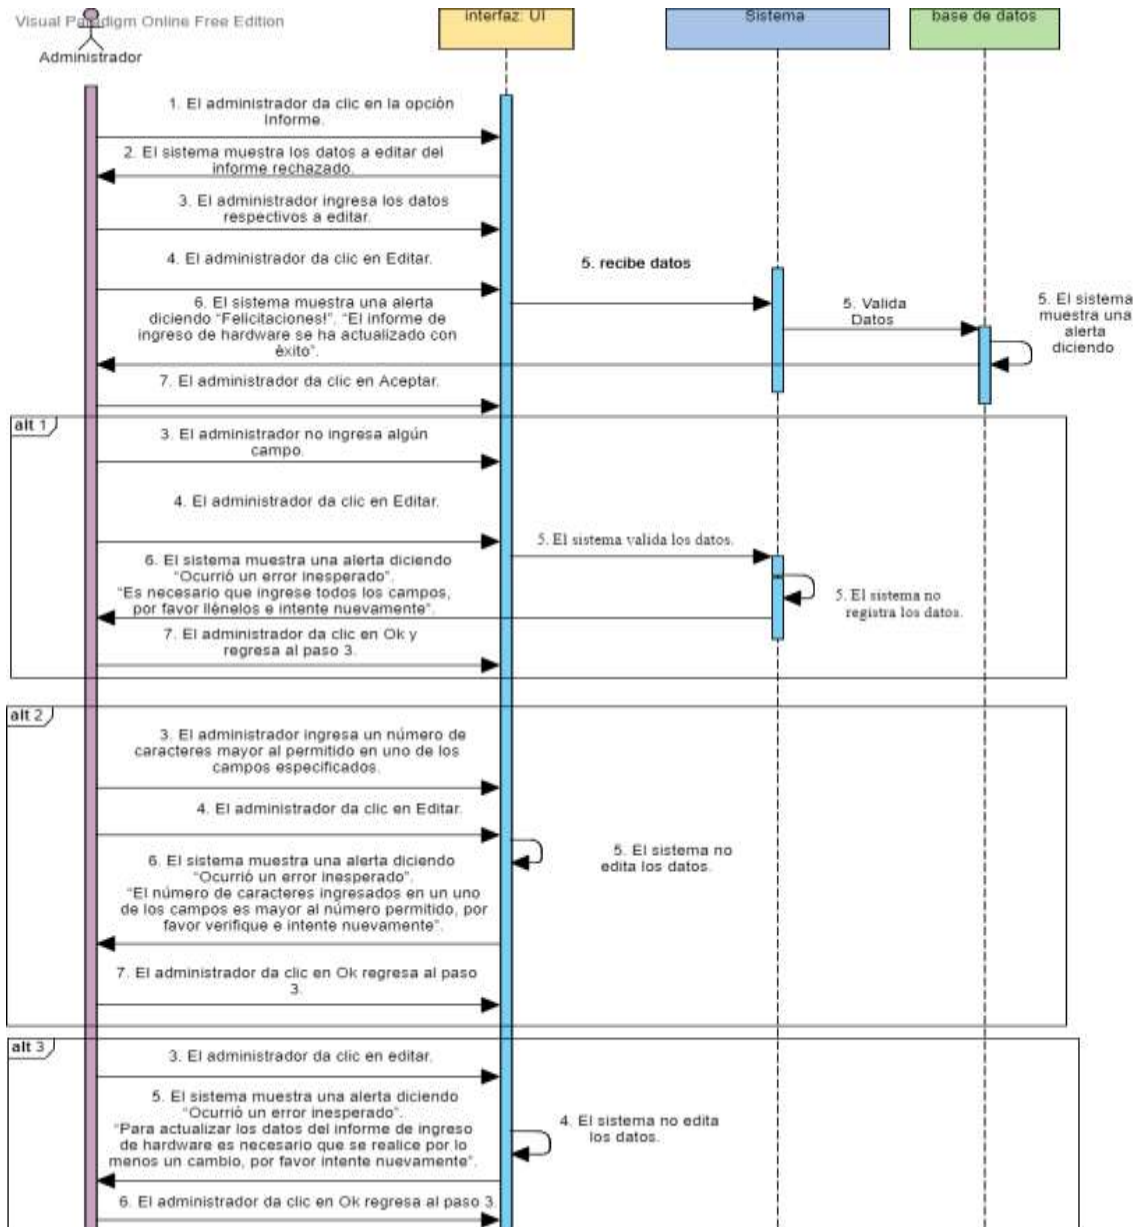 Visual Paradigm Online Free Edition
Administrador
interfaz: UI
Sistema
base de datos
1. El administrador da clic en la opción
Informe.
2. El sistema muestra los datos a editar del
informe rechazado.
3. El administrador ingresa los datos
respectivos a editar.
4. El administrador da clic en Editar.
5. recibe datos
5. Valida
Datos
5. El sistema
muestra una
alerta
diciendo
6. El sistema muestra una alerta
diciendo “Felicitaciones!”. “El informe de
ingreso de hardware se ha actualizado con
éxito”.
7. El administrador da clic en Aceptar.
alt 1
3. El administrador no ingresa algún
campo.
4. El administrador da clic en Editar.
5. El sistema valida los datos.
5. El sistema no
registra los datos.
6. El sistema muestra una alerta diciendo
“Ocurrió un error inesperado”.
“Es necesario que ingrese todos los campos,
por favor llénelos e intente nuevamente”.
7. El administrador da clic en Ok y
regresa al paso 3.
alt 2
3. El administrador ingresa un número de
caracteres mayor al permitido en uno de los
campos especificados.
4. El administrador da clic en Editar.
5. El sistema no
edita los datos.
6. El sistema muestra una alerta diciendo
“Ocurrió un error inesperado”.
“El número de caracteres ingresados en un uno
de los campos es mayor al número permitido, por
favor verifique e intente nuevamente”.
7. El administrador da clic en Ok regresa al paso
3.
alt 3
3. El administrador da clic en editar.
4. El sistema no edita
los datos.
5. El sistema muestra una alerta diciendo
“Ocurrió un error inesperado”.
“Para actualizar los datos del informe de ingreso
de hardware es necesario que se realice por lo
menos un cambio, por favor intente nuevamente”.
6. El administrador da clic en Ok regresa al paso 3.